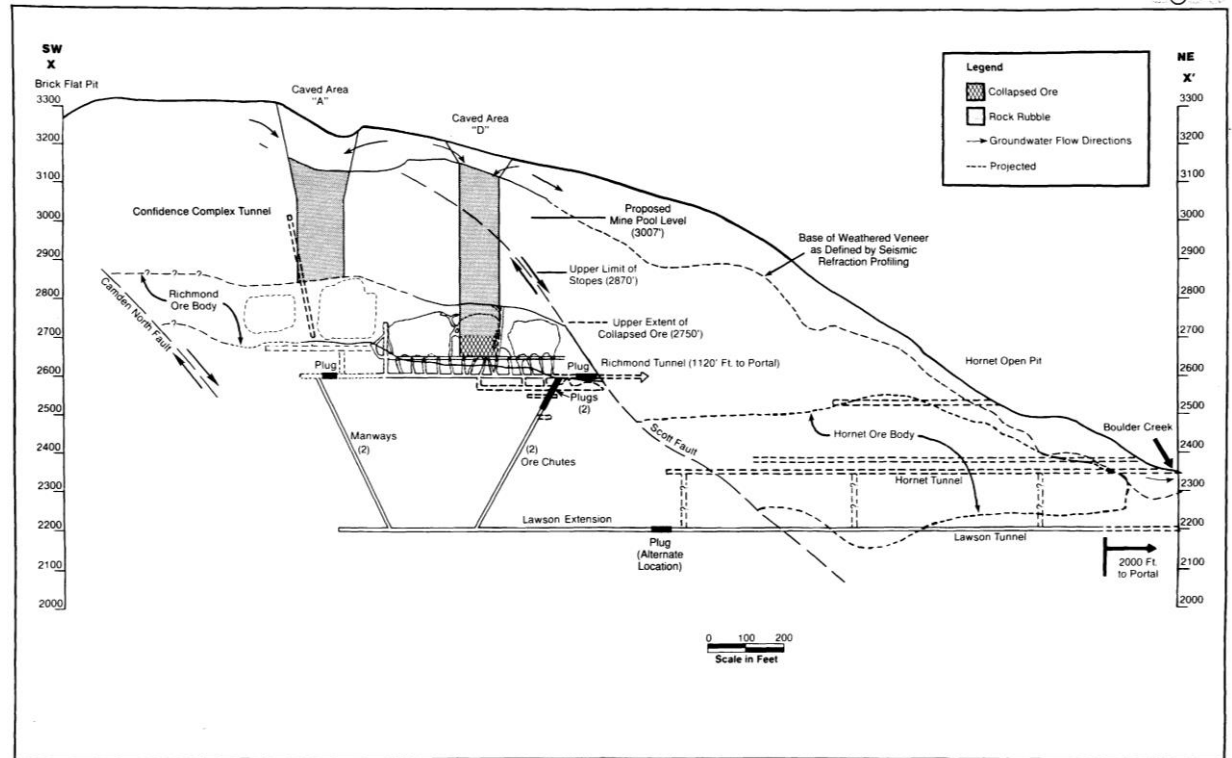 SW
X
Brick Flat Pit
3300
3200
3100
3000
2900
2800
2700
2600
2500
2400
2300
2200
2100
2000
Caved Area
"A"
Caved Area
"D"
Legend
Collapsed Ore
Rock Rubble
Groundwater Flow Directions
Projected
NE
X'
3300
3200
3100
3000
2900
2800
2700
2600
2500
2400
2300
2200
2100
2000
Confidence Complex Tunnel
Proposed
Mine Pool Level
(3007')
Base of Weathered Veneer
as Defined by Seismic
Refraction Profiling
Upper Limit of
Stopes (2870')
? ? ?
Richmond
Ore Body
Camden North Fault
?
Upper Extent of
Collapsed Ore (2750')
Hornet Open Pit
Plug
Plug
Richmond Tunnel (1120' Ft. to Portal)
Plugs
(2)
Manways
(2)
(2)
Ore Chutes
Scott Fault
Hornet Ore Body
Boulder Creek
Hornet Tunnel
? ? ?
Lawson Extension
Plug
(Alternate
Location)
Lawson Tunnel
2000 Ft.
to Portal
0 100 200
Scale in Feet